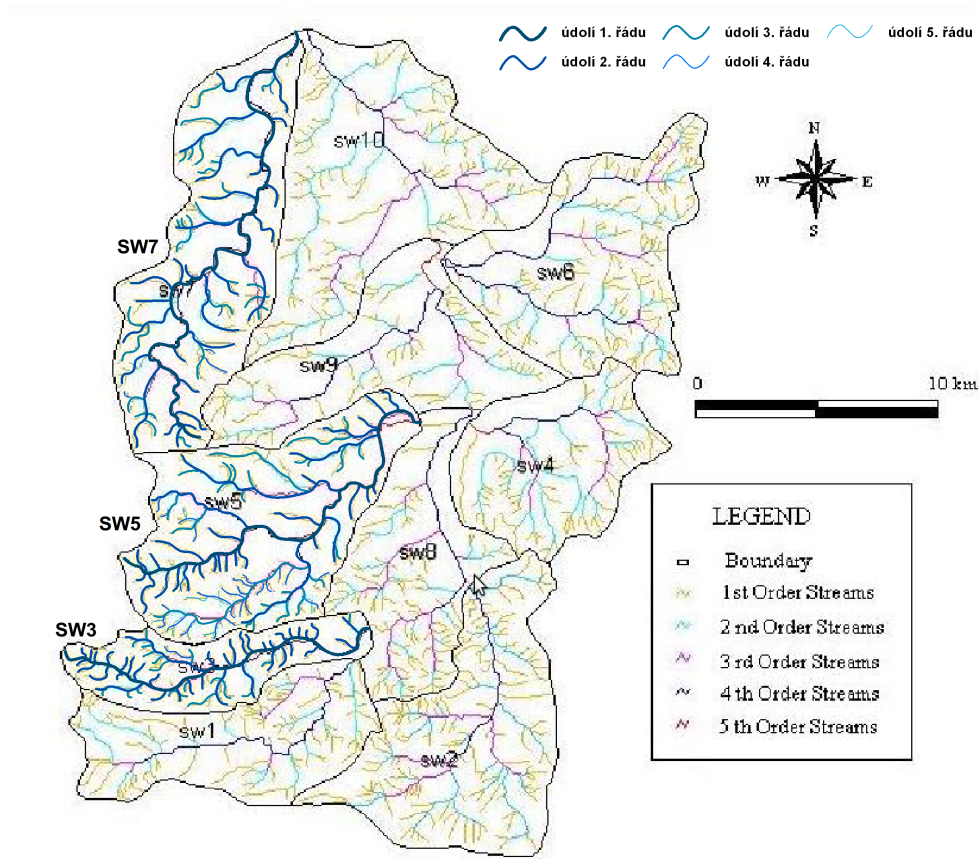 údolí 1. řádu
údolí 3. řádu
údolí 5. řádu
údolí 2. řádu
údolí 4. řádu
N
W
E
S
sw10
SW7
sw7
sw6
sw9
0
10 km
sw4
sw5
SW5
sw8
SW3
sw3
sw1
sw2
LEGEND
Boundary
1st Order Streams
2 nd Order Streams
3 rd Order Streams
4 th Order Streams
5 th Order Streams